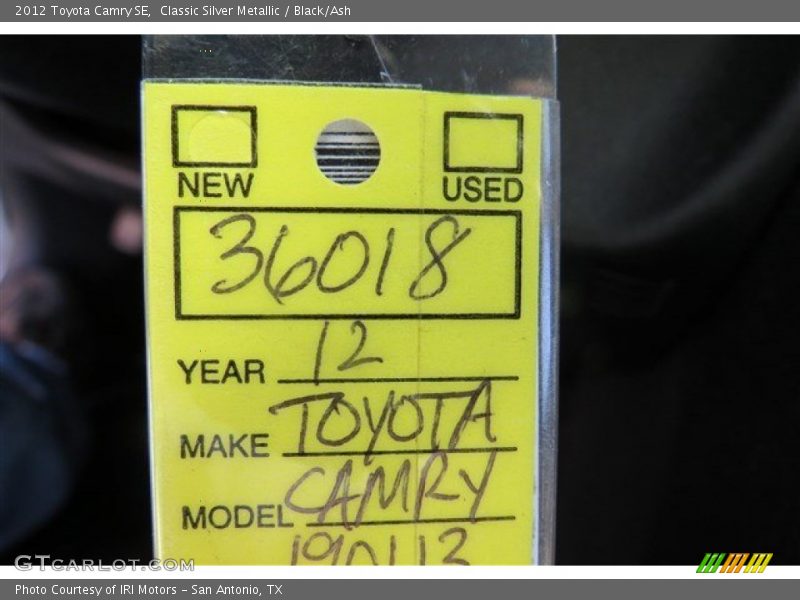 2012 Toyota Camry SE, Classic Silver Metallic / Black/Ash
NEW USED
36018
YEAR 12
MAKE TOYOTA
MODEL CAMRY
GTcarlot.com
Photo Courtesy of IRI Motors - San Antonio, TX